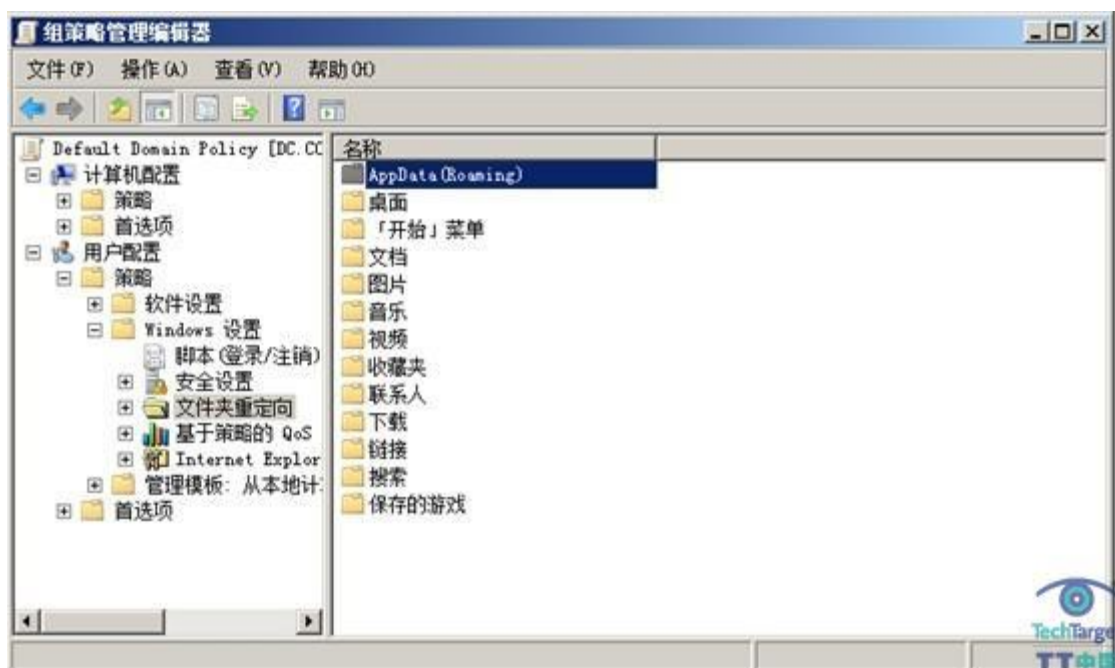 组策略管理编辑器
文件(F) 操作(A) 查看(V) 帮助(H)
Default Domain Policy [DC.CC
计算机配置
策略
首选项
用户配置
策略
软件设置
Windows 设置
脚本(登录/注销)
安全设置
文件夹重定向
基于策略的 QoS
Internet Explor
管理模板: 从本地计
首选项
名称
AppData(Roaming)
桌面
「开始」菜单
文档
图片
音乐
视频
收藏夹
联系人
下载
链接
搜索
保存的游戏
TechTarge
TT中国